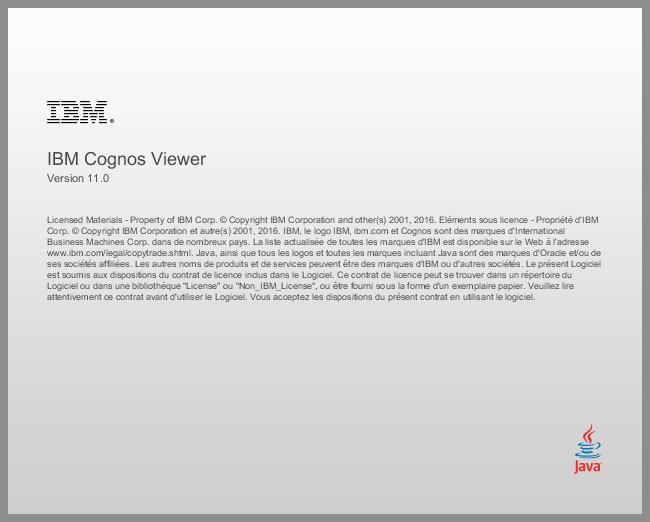 IBM®
IBM Cognos Viewer
Version 11.0
Licensed Materials - Property of IBM Corp. © Copyright IBM Corporation and other(s) 2001, 2016. Eléments sous licence - Propriété d'IBM
Corp. © Copyright IBM Corporation et autre(s) 2001, 2016. IBM, le logo IBM, ibm.com et Cognos sont des marques d'International
Business Machines Corp. dans de nombreux pays. La liste actualisée de toutes les marques d'IBM est disponible sur le Web á l'adresse
www.ibm.com/legal/copytrade.shtml. Java, ainsi que tous les logos et toutes les marques incluant Java sont des marques d'Oracle et/ou de
ses sociétés affiliées. Les autres noms de produits et de services peuvent être des marques d'IBM ou d'autres sociétés. Le présent Logiciel
est soumis aux dispositions du contrat de licence inclus dans le Logiciel. Ce contrat de licence peut se trouver dans un répertoire du
Logiciel ou dans une bibliothéque "License" ou "Non_IBM_License", ou être fourni sous la forme d'un exemplaire papier. Veuillez lire
attentivement ce contrat avant d'utiliser le Logiciel. Vous acceptez les dispositions du présent contrat en utilisant le logiciel.
Java